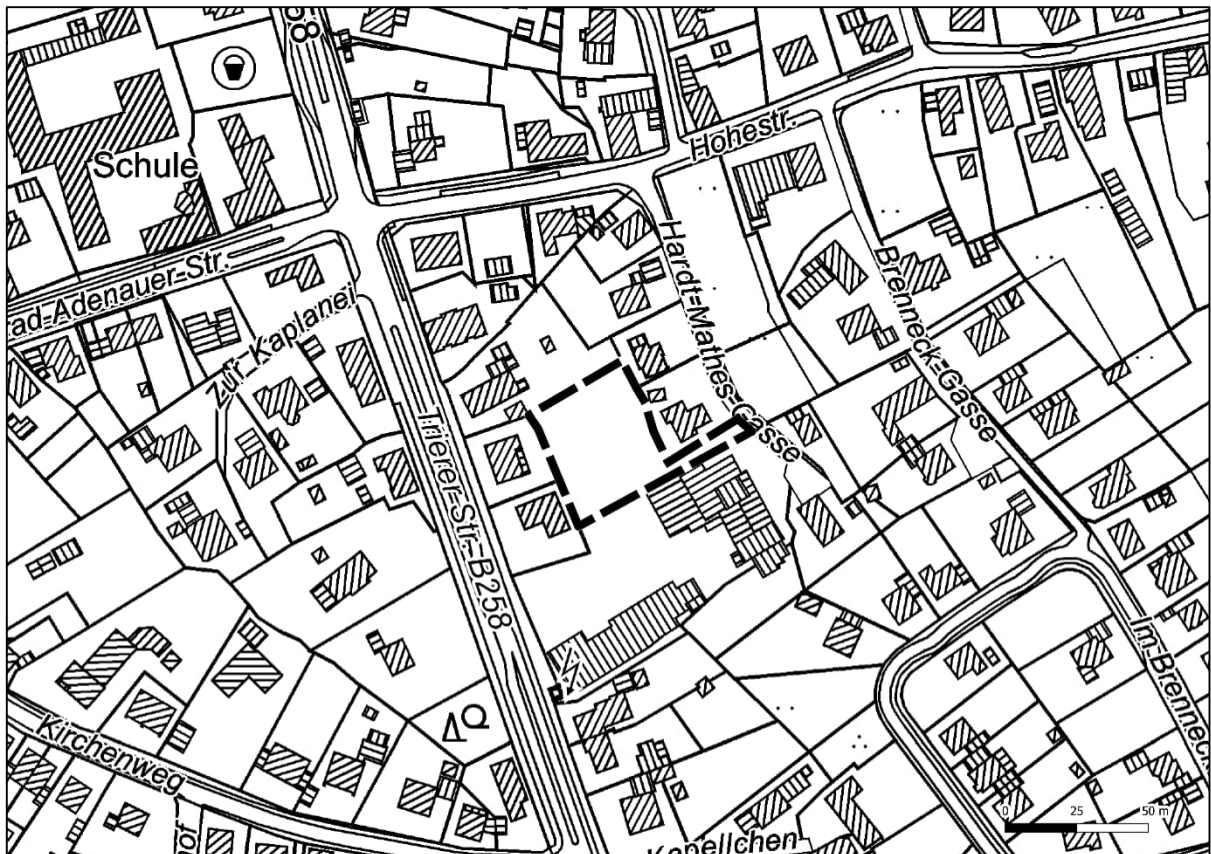 Schule
Hohestr.
ad-Adenauer-Str.
Zur Kaplanei
Hardt-Mathes-Gasse
Brenneck-Gasse
Trierer-Str.-B258
Im-Brenneck
Kirchenweg
hof
Kapellchen-
0 25 50 m